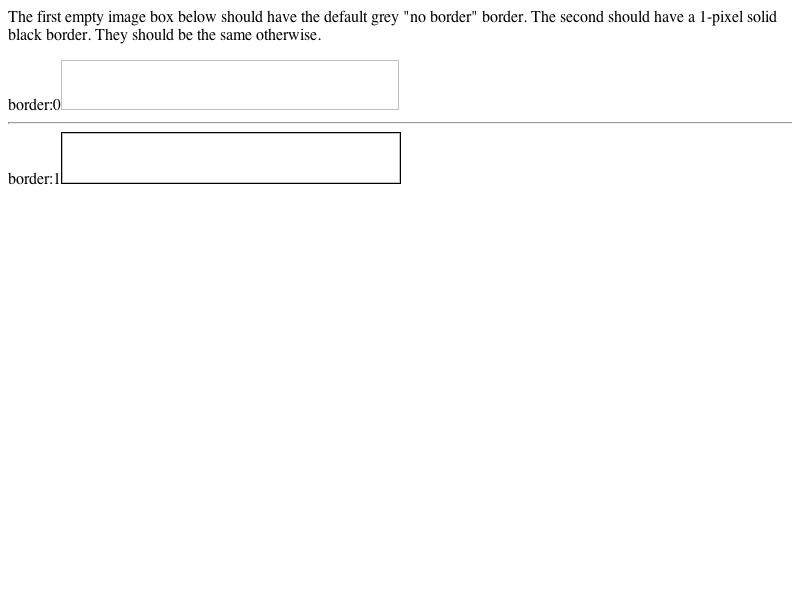 The first empty image box below should have the default grey "no border" border. The second should have a 1-pixel solid
black border. They should be the same otherwise.
border:0
border:1